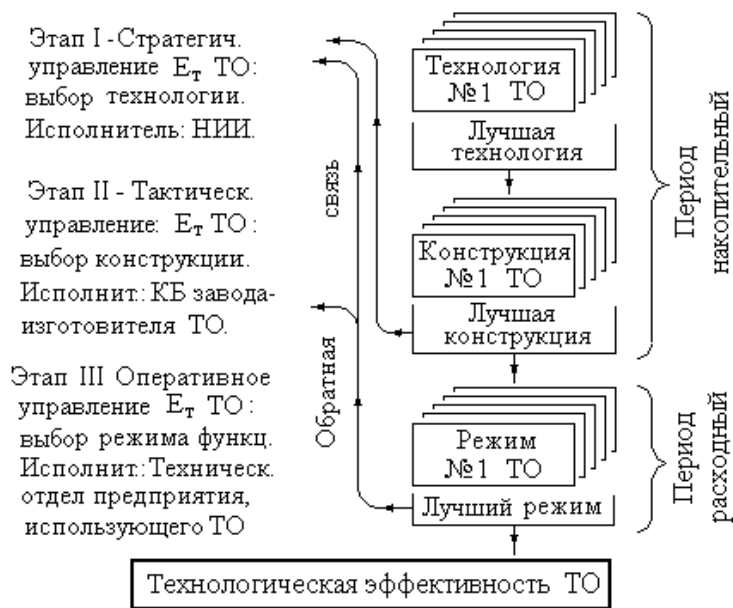 Этап I - Стратегич.
управление Eт ТО:
выбор технологии.
Исполнитель: НИИ.
Этап II - Тактическ.
управление: Eт ТО:
выбор конструкции.
Исполнит.: КБ завода-
изготовителя ТО.
Этап III Оперативное
управление Eт ТО:
выбор режима функц.
Исполнит.: Техническ.
отдел предприятия,
использующего ТО
Обратная связь
Технология
№1 ТО
Лучшая
технология
Конструкция
№1 ТО
Лучшая
конструкция
Режим
№1 ТО
Лучший режим
Период
накопительный
Период
расходный
Технологическая эффективность ТО